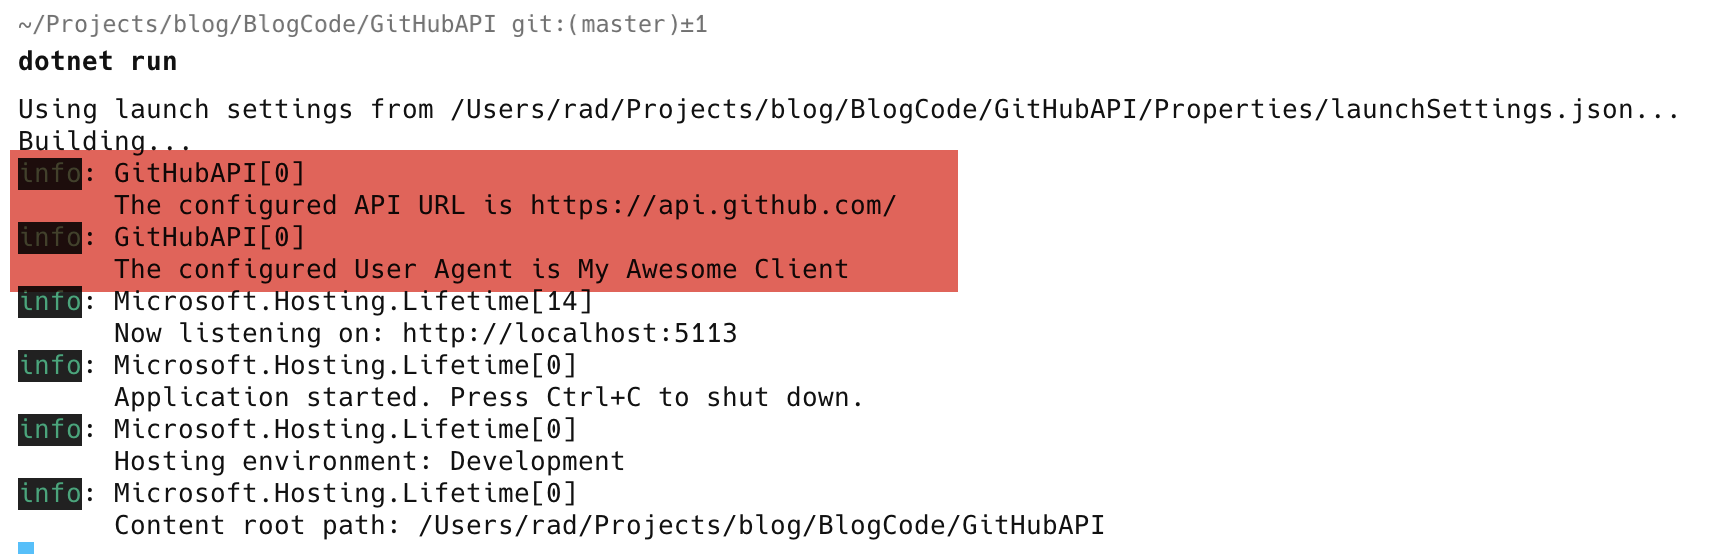 ~/Projects/blog/BlogCode/GitHubAPI git:(master)±1
dotnet run
Using launch settings from /Users/rad/Projects/blog/BlogCode/GitHubAPI/Properties/launchSettings.json...
Building...
info: GitHubAPI[0]
The configured API URL is https://api.github.com/
info: GitHubAPI[0]
The configured User Agent is My Awesome Client
info: Microsoft.Hosting.Lifetime[14]
Now listening on: http://localhost:5113
info: Microsoft.Hosting.Lifetime[0]
Application started. Press Ctrl+C to shut down.
info: Microsoft.Hosting.Lifetime[0]
Hosting environment: Development
info: Microsoft.Hosting.Lifetime[0]
Content root path: /Users/rad/Projects/blog/BlogCode/GitHubAPI